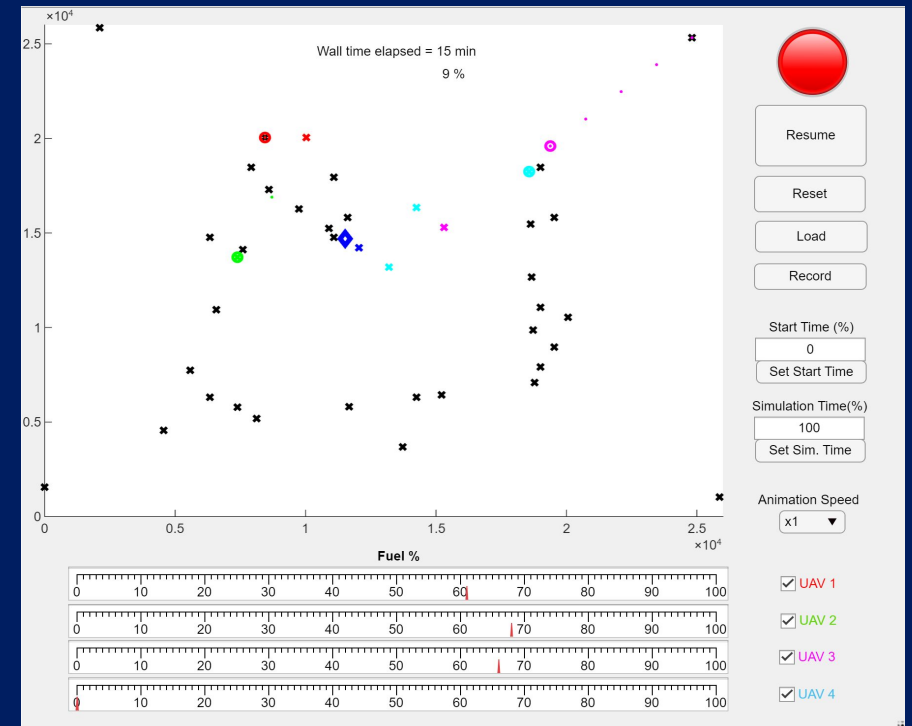 ×10⁴
2.5
Wall time elapsed = 15 min
9 %
2
1.5
1
0.5
0
0 0.5 1 1.5 2 2.5
×10⁴
Resume
Reset
Load
Record
Start Time (%)
0
Set Start Time
Simulation Time(%)
100
Set Sim. Time
Animation Speed
x1
Fuel %
0 10 20 30 40 50 60 70 80 90 100
0 10 20 30 40 50 60 70 80 90 100
0 10 20 30 40 50 60 70 80 90 100
0 10 20 30 40 50 60 70 80 90 100
UAV 1
UAV 2
UAV 3
UAV 4